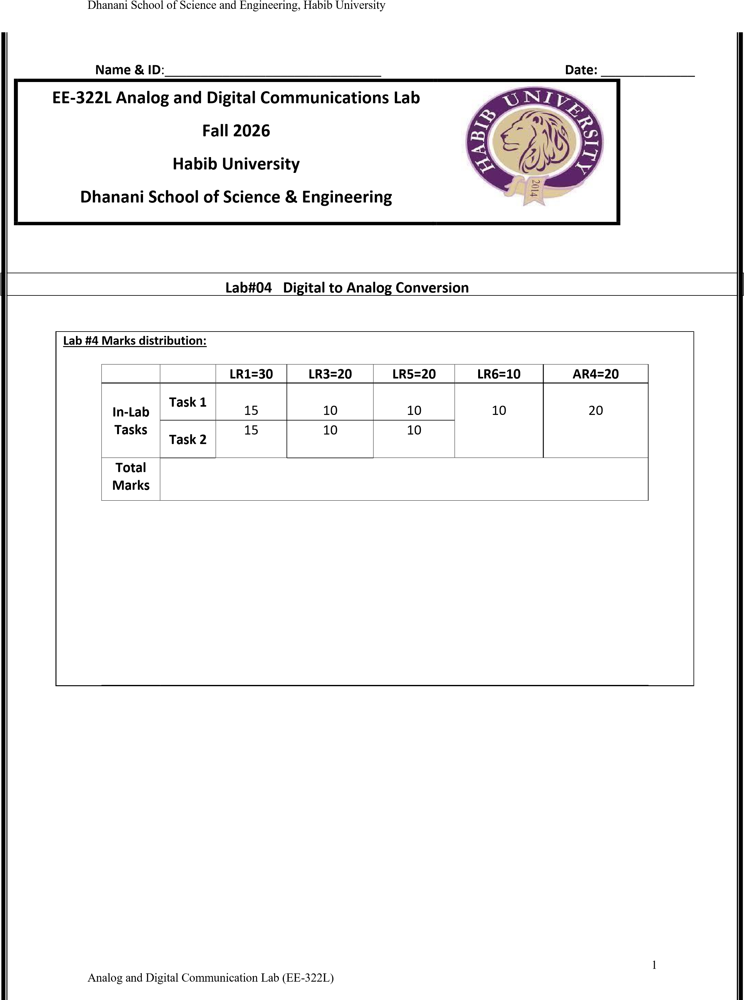 Dhanani School of Science and Engineering, Habib University
Name & ID:______________________________ Date: _____________
EE-322L Analog and Digital Communications Lab
Fall 2026
Habib University
Dhanani School of Science & Engineering
HABIB UNIVERSITY
2014
Lab#04 Digital to Analog Conversion
Lab #4 Marks distribution:
LR1=30 LR3=20 LR5=20 LR6=10 AR4=20
In-Lab Tasks Task 1 15 10 10 10 20
Task 2 15 10 10
Total
Marks
1
Analog and Digital Communication Lab (EE-322L)